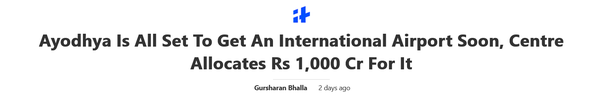 Ayodhya Is All Set To Get An International Airport Soon, Centre
Allocates Rs 1,000 Cr For It
Gursharan Bhalla 2 days ago